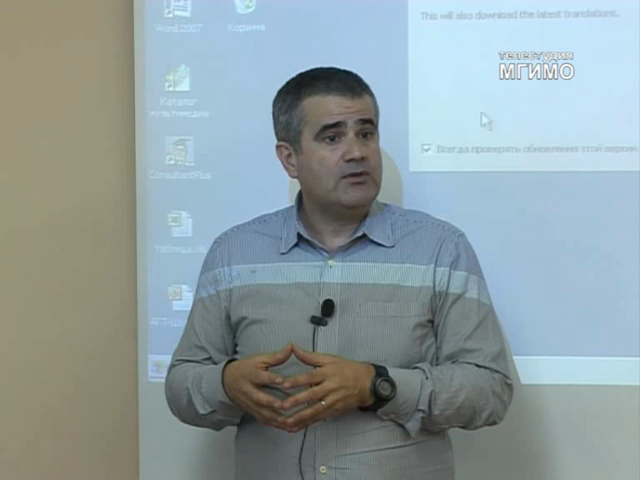 Word 2007
Корзина
This will also download the latest translations.
телестудия
МГИМО
Каталог
мультимедиа
Всегда проверять обновления этой версии
ConsultantPlus